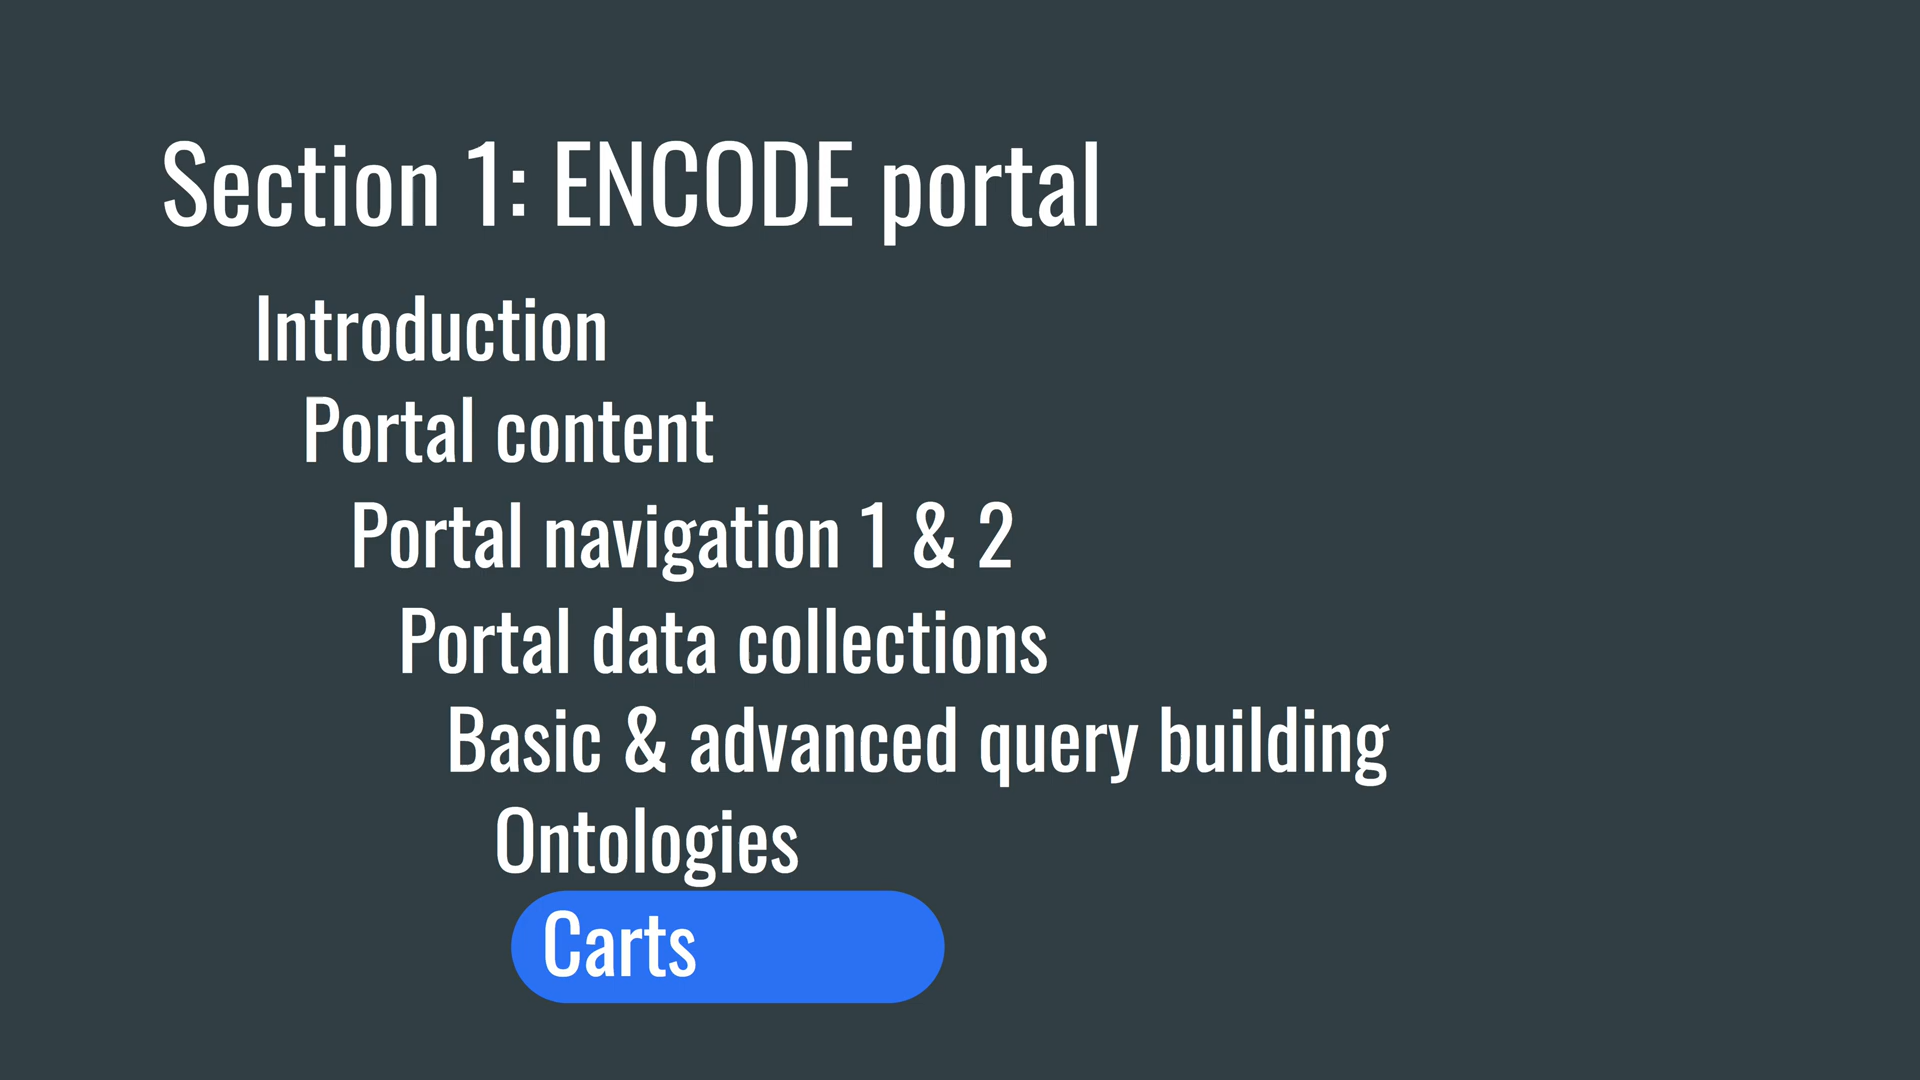 Section 1: ENCODE portal
Introduction
Portal content
Portal navigation 1 & 2
Portal data collections
Basic & advanced query building
Ontologies
Carts